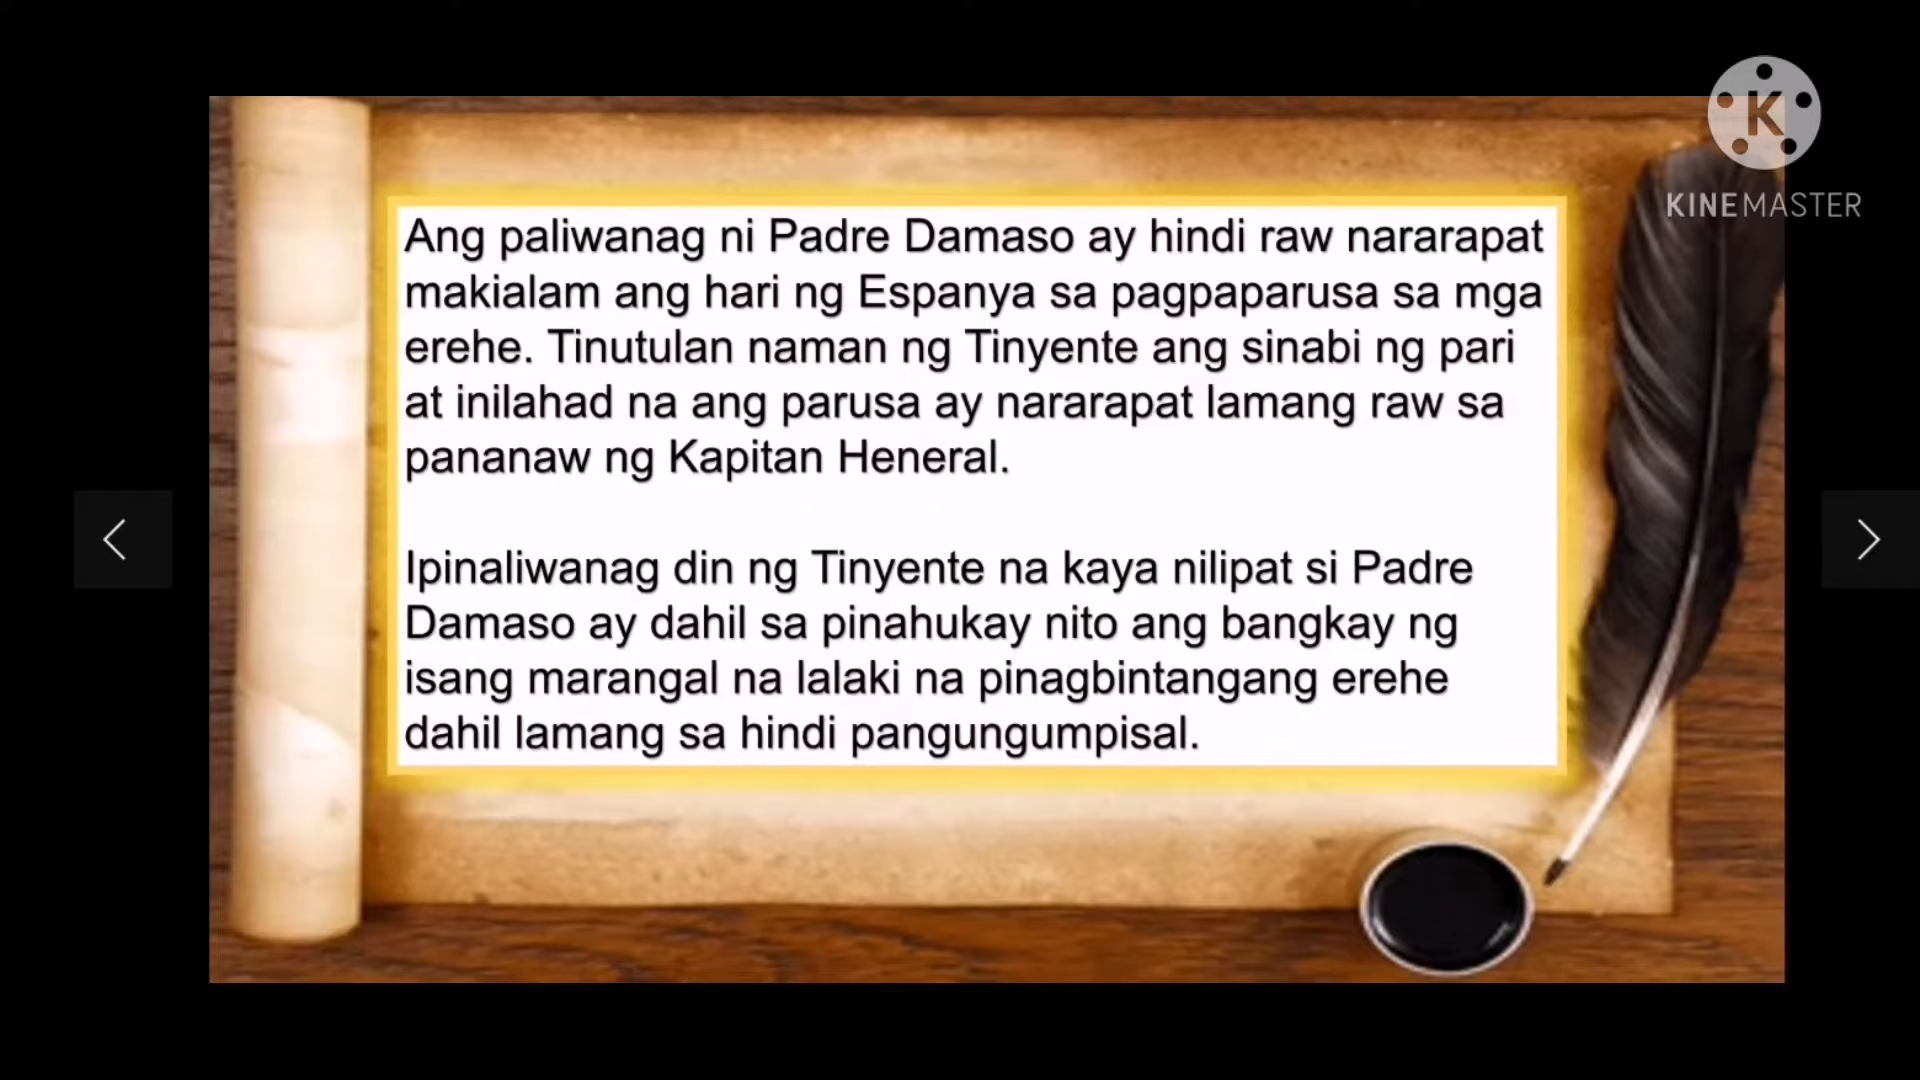 KINEMASTER
Ang paliwanag ni Padre Damaso ay hindi raw nararapat
makialam ang hari ng Espanya sa pagpaparusa sa mga
erehe. Tinutulan naman ng Tinyente ang sinabi ng pari
at inilahad na ang parusa ay nararapat lamang raw sa
pananaw ng Kapitan Heneral.
Ipinaliwanag din ng Tinyente na kaya nilipat si Padre
Damaso ay dahil sa pinahukay nito ang bangkay ng
isang marangal na lalaki na pinagbintangang erehe
dahil lamang sa hindi pangungumpisal.